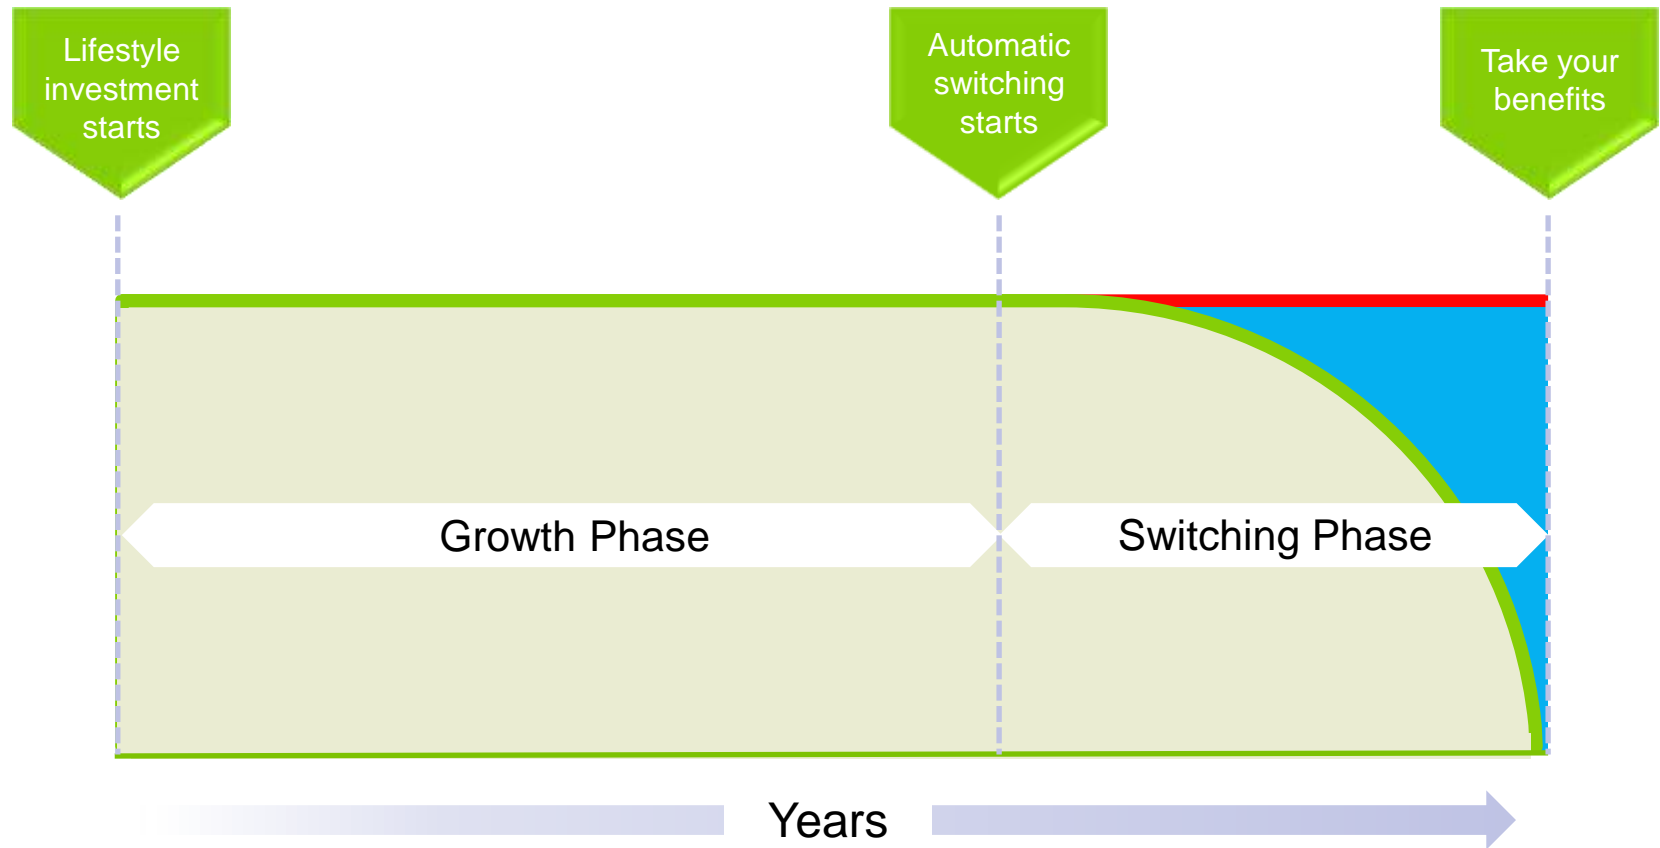 Lifestyle
investment
starts
Automatic
switching
starts
Take your
benefits
Growth Phase
Switching Phase
Years